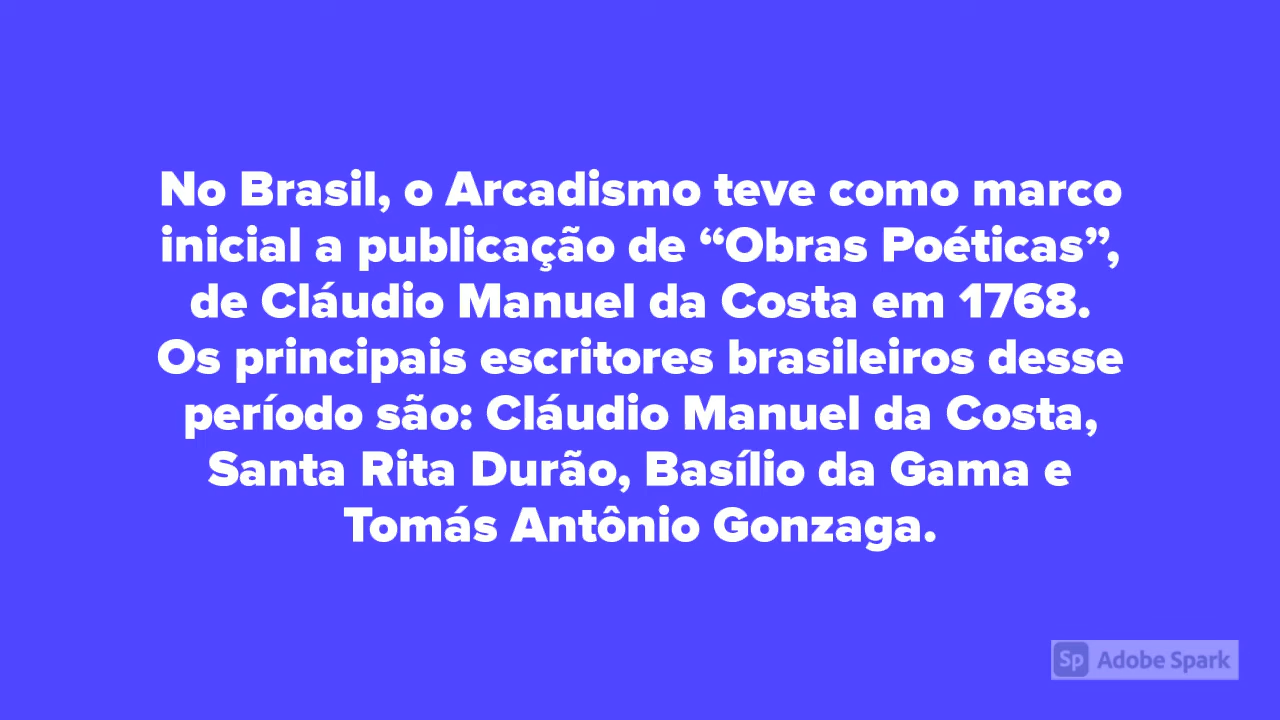 No Brasil, o Arcadismo teve como marco
inicial a publicação de “Obras Poéticas”,
de Cláudio Manuel da Costa em 1768.
Os principais escritores brasileiros desse
período são: Cláudio Manuel da Costa,
Santa Rita Durão, Basílio da Gama e
Tomás Antônio Gonzaga.
Sp Adobe Spark